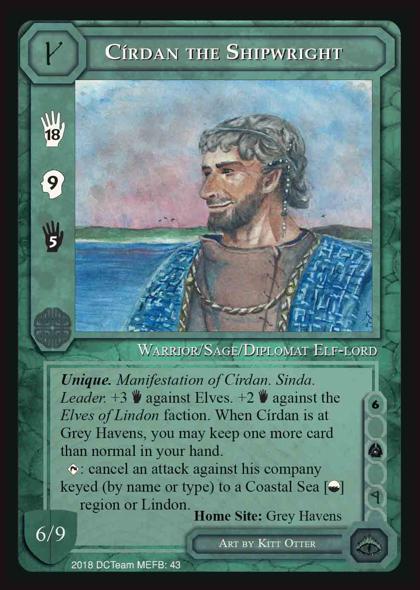 CÍRDAN THE SHIPWRIGHT
18
9
5
WARRIOR/SAGE/DIPLOMAT ELF-LORD
Unique. Manifestation of Círdan. Sinda.
Leader. +3 against Elves. +2 against the
Elves of Lindon faction. When Círdan is at
Grey Havens, you may keep one more card
than normal in your hand.
: cancel an attack against his company
keyed (by name or type) to a Coastal Sea [ ]
region or Lindon.
Home Site: Grey Havens
6
6/9
ART BY KITT OTTER
2018 DCTeam MEFB: 43